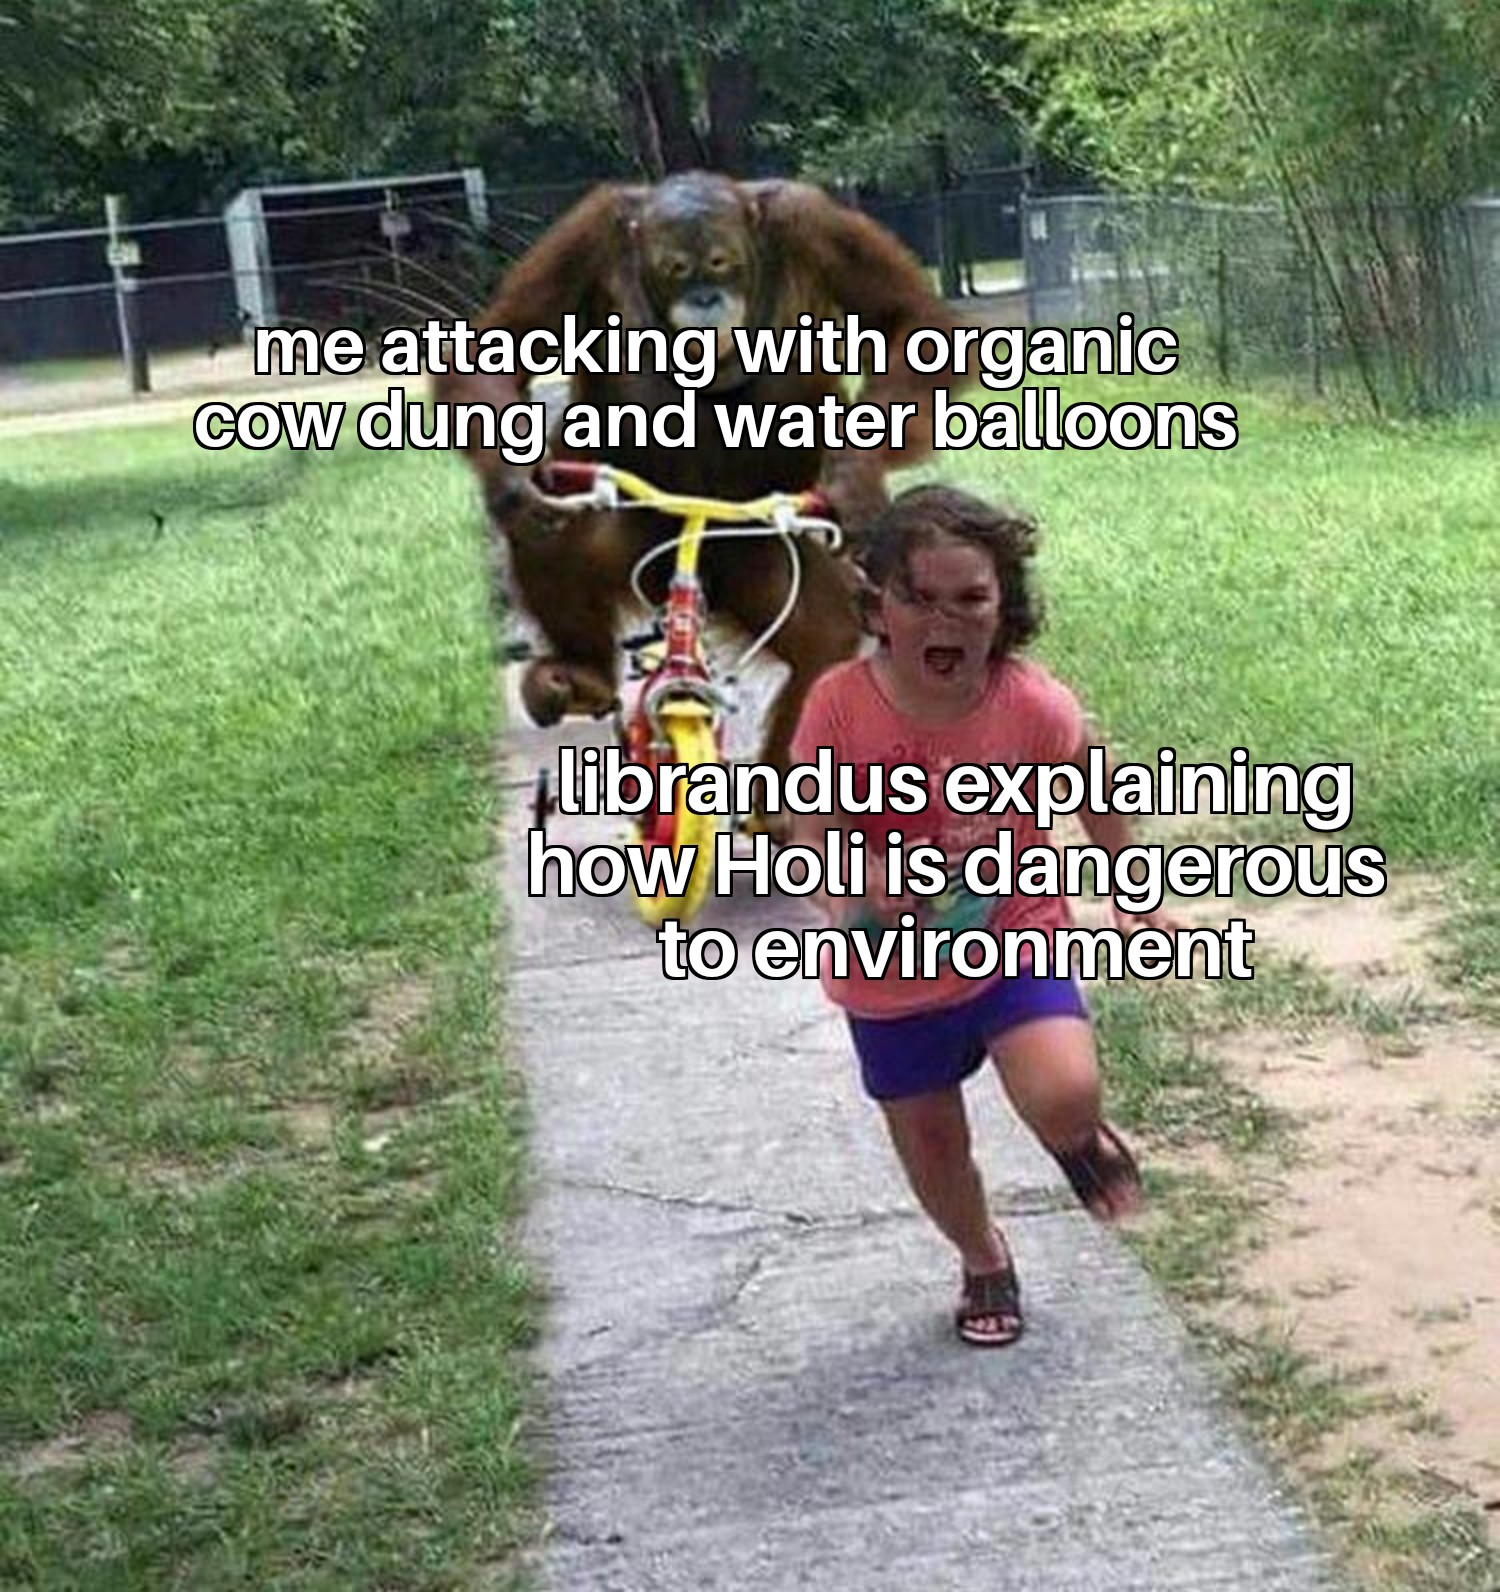 me attacking with organic
cow dung and water balloons
librandus explaining
how Holi is dangerous
to environment